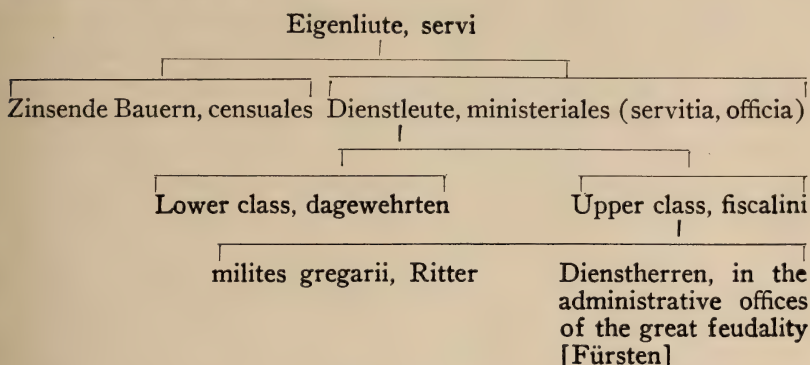 Eigenliute, servi
Zinsende Bauern, censuales Dienstleute, ministeriales (servitia, officia)
Lower class, dagewehrten Upper class, fiscalini
milites gregarii, Ritter
Dienstherren, in the
administrative offices
of the great feudality
[Fürsten]